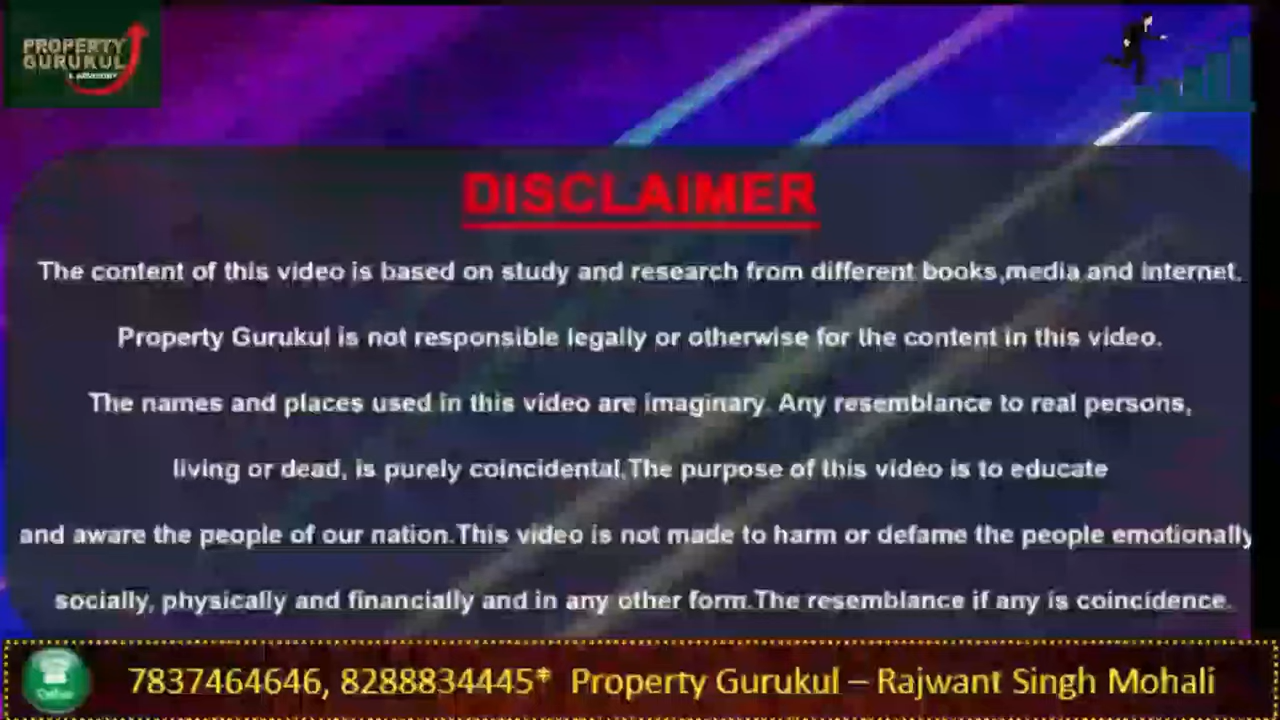 PROPERTY
GURUKUL
& ADVISORY
DISCLAIMER
The content of this video is based on study and research from different books,media and internet.
Property Gurukul is not responsible legally or otherwise for the content in this video.
The names and places used in this video are imaginary. Any resemblance to real persons,
living or dead, is purely coincidental.The purpose of this video is to educate
and aware the people of our nation.This video is not made to harm or defame the people emotionally
socially, physically and financially and in any other form.The resemblance if any is coincidence.
7837464646, 8288834445* Property Gurukul – Rajwant Singh Mohali